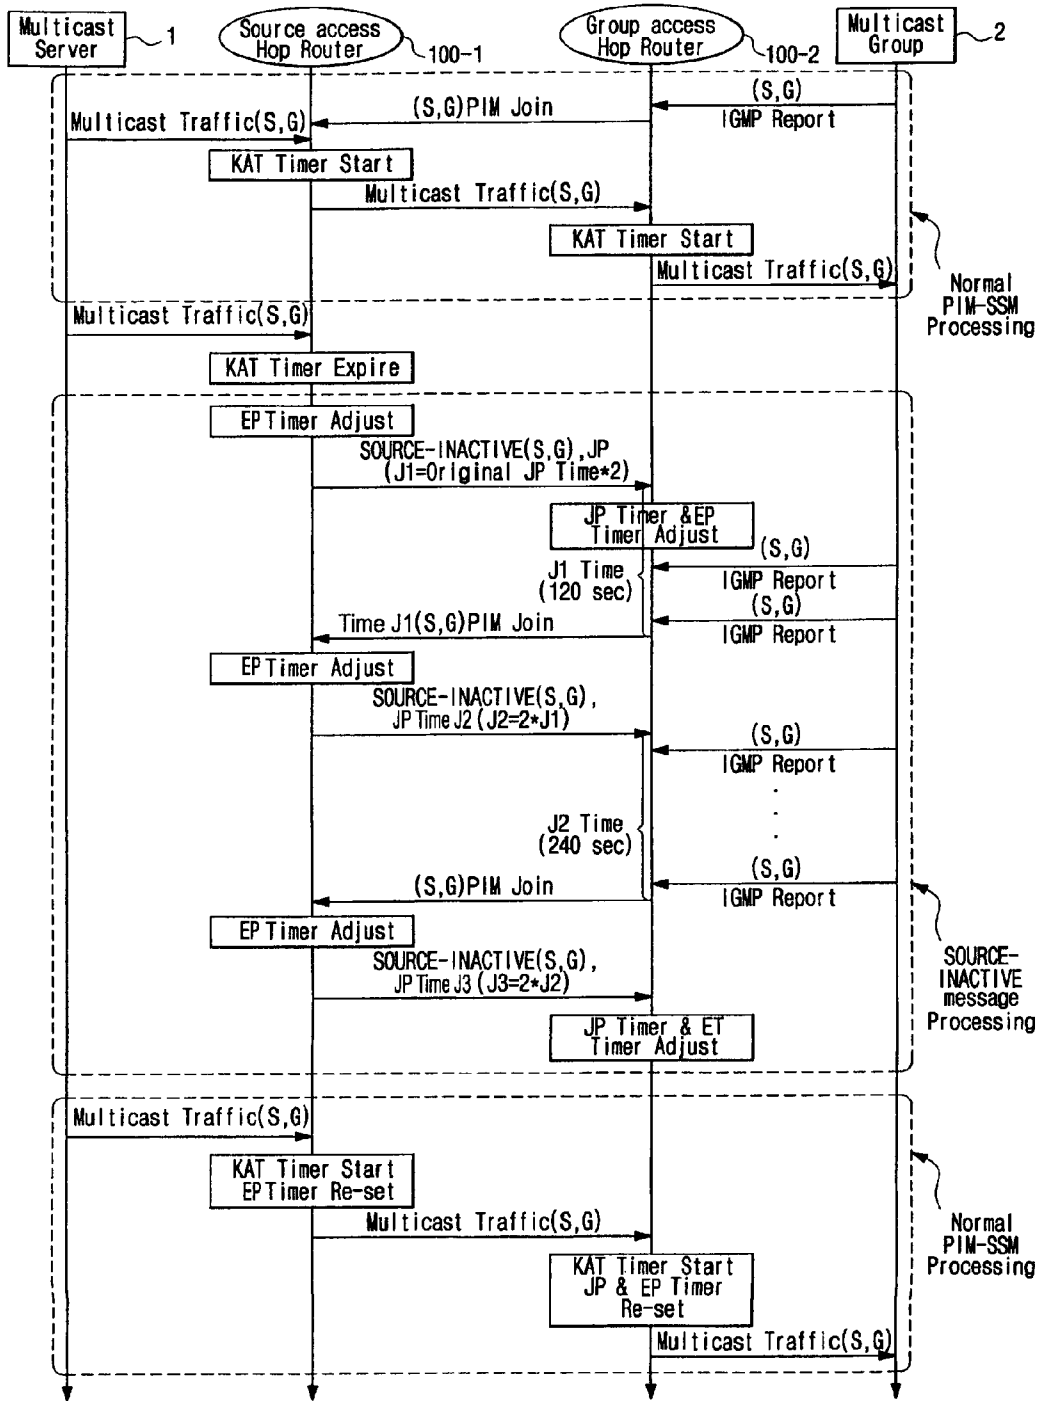 Multicast
Server
1
Source access
Hop Router
100-1
Group access
Hop Router
100-2
Multicast
Group
2
(S,G)
IGMP Report
(S,G)PIM Join
Multicast Traffic(S,G)
KAT Timer Start
Multicast Traffic(S,G)
KAT Timer Start
Multicast Traffic(S,G)
Normal
PIM-SSM
Processing
Multicast Traffic(S,G)
KAT Timer Expire
EP Timer Adjust
SOURCE-INACTIVE(S,G),JP
(J1=Original JP Time*2)
JP Timer &EP
Timer Adjust
(S,G)
IGMP Report
J1 Time
(120 sec)
(S,G)
IGMP Report
Time J1(S,G)PIM Join
EP Timer Adjust
SOURCE-INACTIVE(S,G),
JP Time J2 (J2=2*J1)
(S,G)
IGMP Report
.
.
.
J2 Time
(240 sec)
(S,G)
IGMP Report
(S,G)PIM Join
EP Timer Adjust
SOURCE-INACTIVE(S,G),
JP Time J3 (J3=2*J2)
JP Timer & ET
Timer Adjust
SOURCE-
INACTIVE
message
Processing
Multicast Traffic(S,G)
KAT Timer Start
EP Timer Re-set
Multicast Traffic(S,G)
KAT Timer Start
JP & EP Timer
Re-set
Multicast Traffic(S,G)
Normal
PIM-SSM
Processing